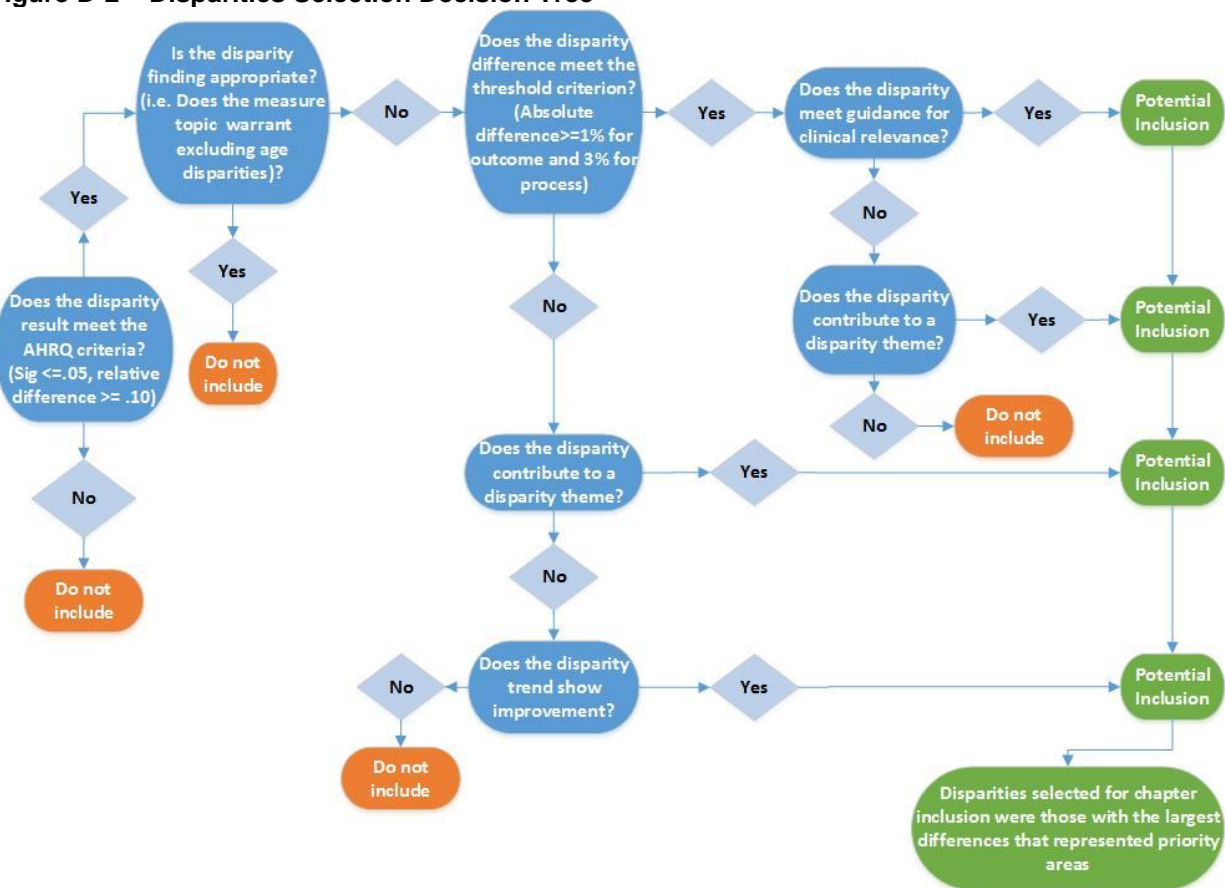 Figure D-2 – Disparities Selection Decision Tree
Is the disparity
finding appropriate?
(i.e. Does the measure
topic warrant
excluding age
disparities)?
No
Does the disparity
difference meet the
threshold criterion?
(Absolute
difference>=1% for
outcome and 3% for
process)
Yes
Does the disparity
meet guidance for
clinical relevance?
Yes
Potential
Inclusion
Yes
Yes
No
Does the disparity
result meet the
AHRQ criteria?
(Sig <=.05, relative
difference >= .10)
Do not
include
No
Does the disparity
contribute to a
disparity theme?
Yes
Potential
Inclusion
No
Do not
include
No
Do not
include
Does the disparity
contribute to a
disparity theme?
Yes
Potential
Inclusion
No
Does the disparity
trend show
improvement?
No
Do not
include
Yes
Potential
Inclusion
Disparities selected for chapter
inclusion were those with the largest
differences that represented priority
areas